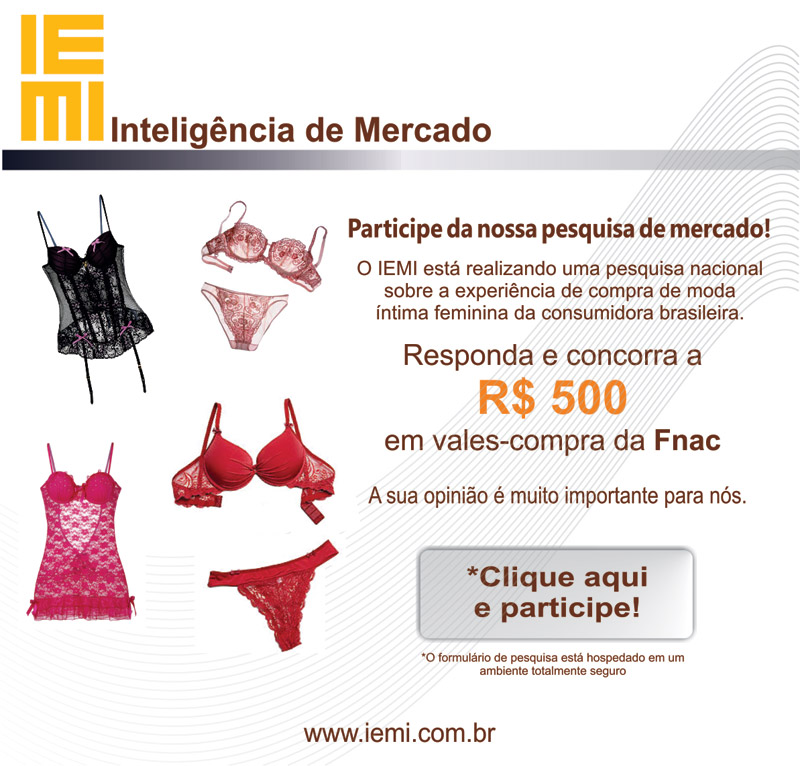 IE
MI
Inteligência de Mercado
Participe da nossa pesquisa de mercado!
O IEMI está realizando uma pesquisa nacional
sobre a experiência de compra de moda
íntima feminina da consumidora brasileira.
Responda e concorra a
R$ 500
em vales-compra da Fnac
A sua opinião é muito importante para nós.
*Clique aqui
e participe!
*O formulário de pesquisa está hospedado em um
ambiente totalmente seguro
www.iemi.com.br